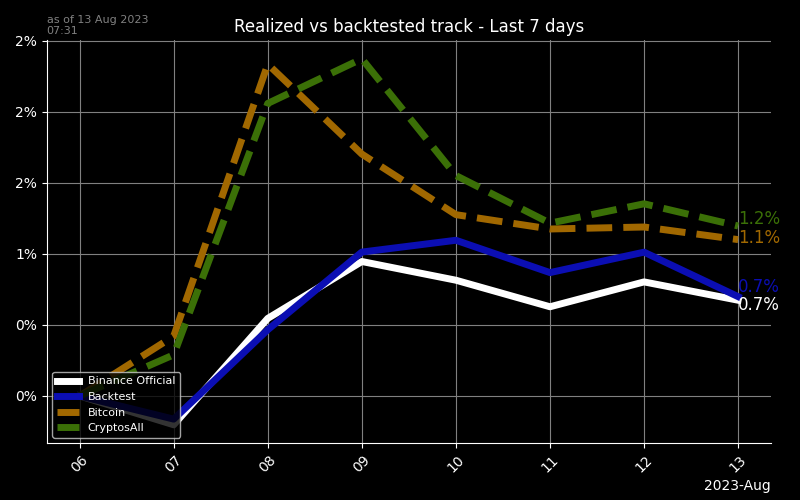 as of 13 Aug 2023
07:31
Realized vs backtested track - Last 7 days
2%
2%
2%
1%
0%
0%
1.2%
1.1%
0.7%
0.7%
Binance Official
Backtest
Bitcoin
CryptosAll
06
07
08
09
10
11
12
13
2023-Aug